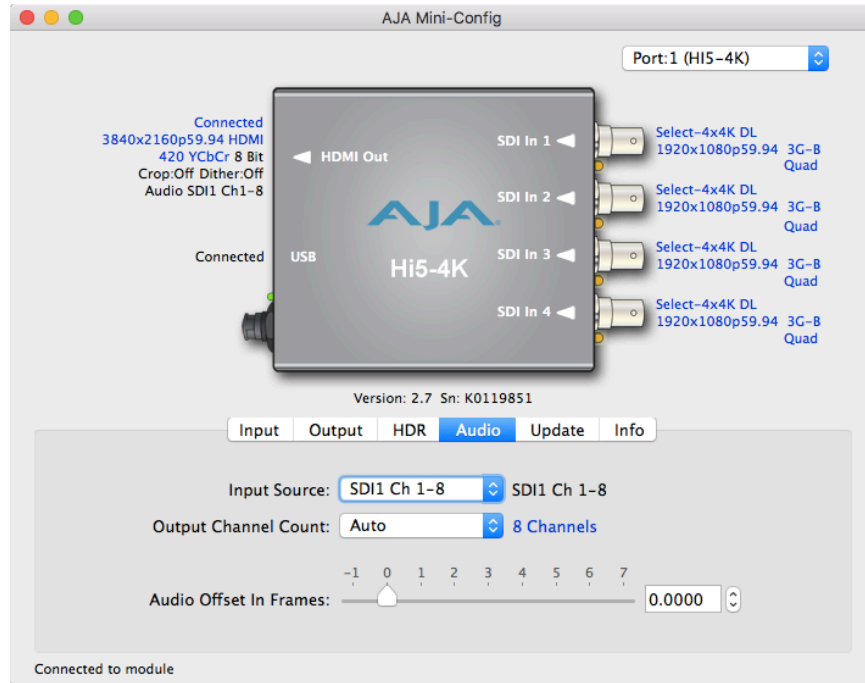 AJA Mini-Config
Port:1 (HI5-4K)
Connected
3840x2160p59.94 HDMI
420 YCbCr 8 Bit
Crop:Off Dither:Off
Audio SDI1 Ch1-8
Connected
HDMI Out
USB
AJA
Hi5-4K
SDI In 1
SDI In 2
SDI In 3
SDI In 4
Select-4x4K DL
1920x1080p59.94 3G-B
Quad
Select-4x4K DL
1920x1080p59.94 3G-B
Quad
Select-4x4K DL
1920x1080p59.94 3G-B
Quad
Select-4x4K DL
1920x1080p59.94 3G-B
Quad
Version: 2.7 Sn: K0119851
Input Output HDR Audio Update Info
Input Source: SDI1 Ch 1-8 SDI1 Ch 1-8
Output Channel Count: Auto 8 Channels
-1 0 1 2 3 4 5 6 7
Audio Offset In Frames: 0.0000
Connected to module